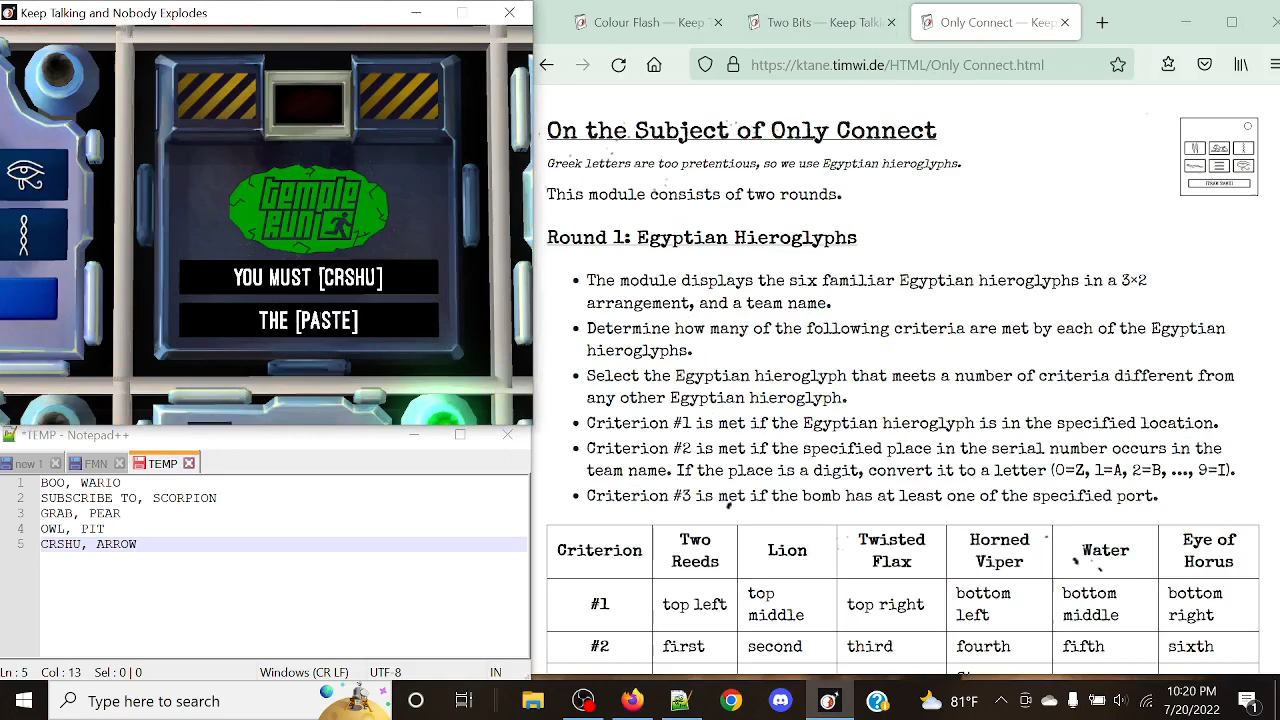 Keep Talking and Nobody Explodes
temple
run
YOU MUST [CRSHU]
THE [PASTE]
*TEMP - Notepad++
new 1
FMN
TEMP
1 BOO, WARIO
2 SUBSCRIBE TO, SCORPION
3 GRAB, PEAR
4 OWL, PIT
5 CRSHU, ARROW
Ln : 5 Col : 13 Sel : 0 | 0 Windows (CR LF) UTF-8 IN
Colour Flash — Keep T
Two Bits — Keep Talki
Only Connect — Keep
https://ktane.timwi.de/HTML/Only Connect.html
On the Subject of Only Connect
Greek letters are too pretentious, so we use Egyptian hieroglyphs.
This module consists of two rounds.
Round 1: Egyptian Hieroglyphs
• The module displays the six familiar Egyptian hieroglyphs in a 3×2
arrangement, and a team name.
• Determine how many of the following criteria are met by each of the Egyptian
hieroglyphs.
• Select the Egyptian hieroglyph that meets a number of criteria different from
any other Egyptian hieroglyph.
• Criterion #1 is met if the Egyptian hieroglyph is in the specified location.
• Criterion #2 is met if the specified place in the serial number occurs in the
team name. If the place is a digit, convert it to a letter (0=Z, 1=A, 2=B, …, 9=I).
• Criterion #3 is met if the bomb has at least one of the specified port.
Criterion Two Reeds Lion Twisted Flax Horned Viper Water Eye of Horus
#1 top left top middle top right bottom left bottom middle bottom right
#2 first second third fourth fifth sixth
Type here to search
81°F
10:20 PM
7/20/2022
1